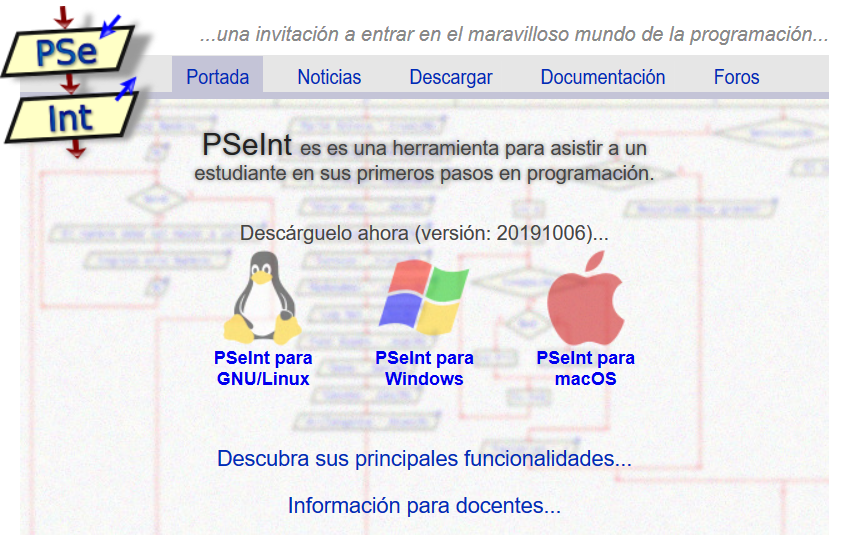 PSe
Int
...una invitación a entrar en el maravilloso mundo de la programación...
Portada Noticias Descargar Documentación Foros
PSeInt es es una herramienta para asistir a un
estudiante en sus primeros pasos en programación.
Descárguelo ahora (versión: 20191006)...
PSeInt para
GNU/Linux
PSeInt para
Windows
PSeInt para
macOS
Descubra sus principales funcionalidades...
Información para docentes...